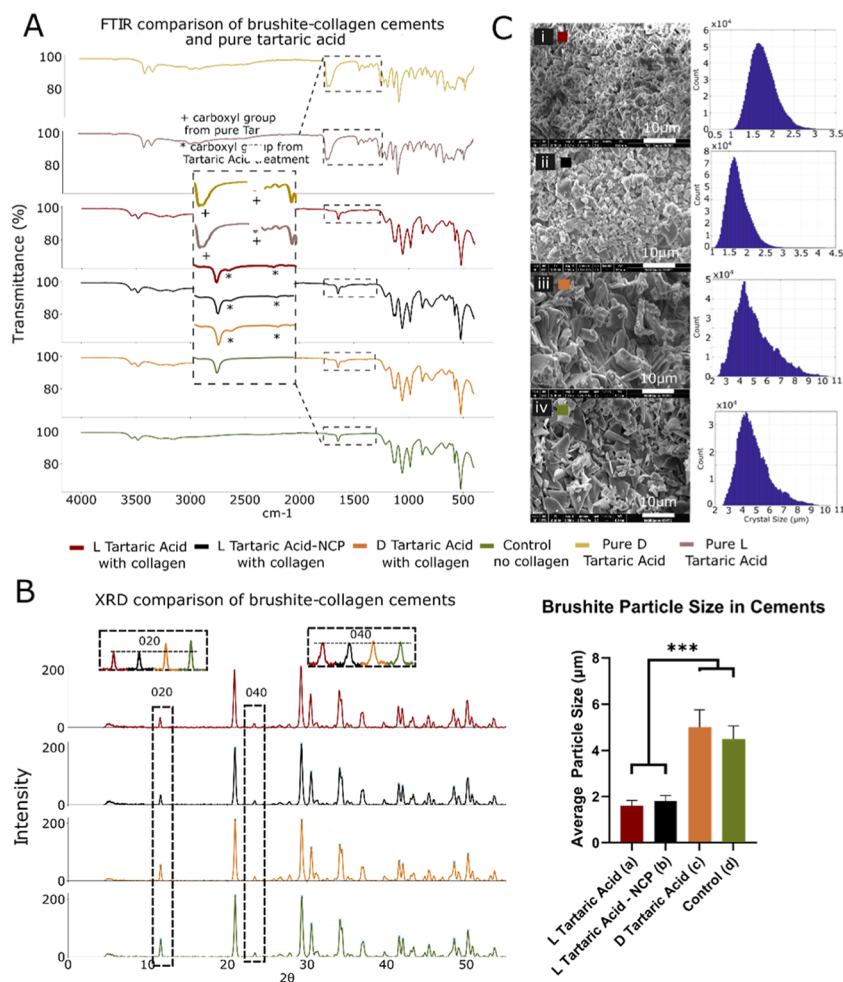 A
FTIR comparison of brushite-collagen cements
and pure tartaric acid
100
80
100
80
100
80
100
80
100
80
100
80
+ carboxyl group
from pure Tar
* carboxyl group from
Tartaric Acid treatment
+ +
+ +
* *
* *
* *
Transmittance (%)
4000 3000 2000 1000 500
cm-1
C
i
10µm
ii
10µm
iii
10µm
iv
10µm
×10⁴
6
5
4
3
2
1
0
Count
0.5 1 1.5 2 2.5 3 3.5
×10⁴
8
7
6
5
4
3
2
1
0
Count
1 1.5 2 2.5 3 3.5 4 4.5
×10⁴
5
4
3
2
1
0
Count
2 3 4 5 6 7 8 9 10 11
×10⁴
3
2
1
0
Count
2 3 4 5 6 7 8 9 10 11
Crystal Size (µm)
L Tartaric Acid
with collagen
L Tartaric Acid-NCP
with collagen
D Tartaric Acid
with collagen
Control
no collagen
Pure D
Tartaric Acid
Pure L
Tartaric Acid
B
XRD comparison of brushite-collagen cements
020
040
200
0
020
040
200
0
200
0
200
0
Intensity
0 10 20 30 40 50
2θ
Brushite Particle Size in Cements
***
8
6
4
2
0
Average Particle Size (µm)
L Tartaric Acid (a)
L Tartaric Acid - NCP (b)
D Tartaric Acid (c)
Control (d)